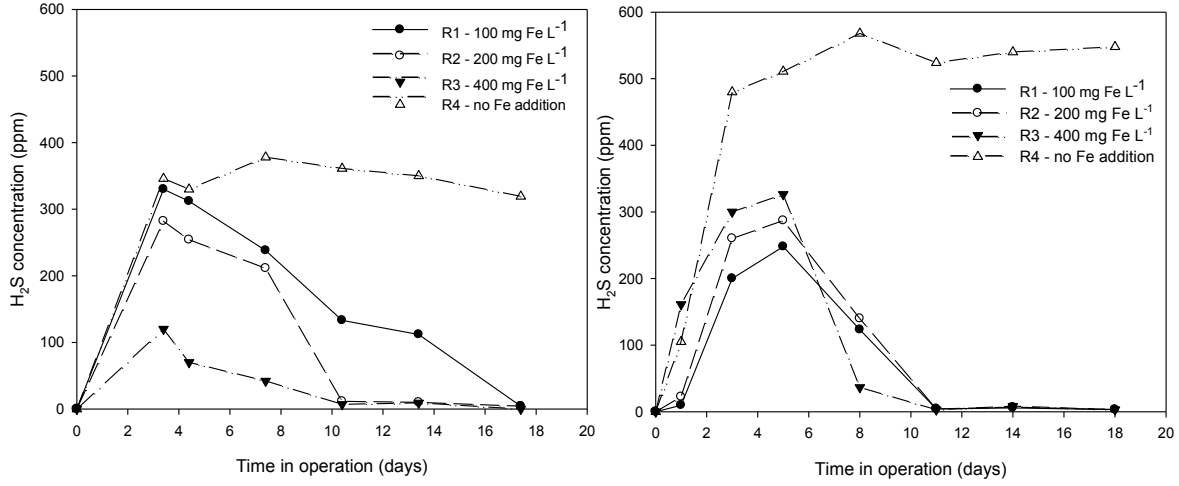 600
500
400
300
200
100
0
H₂S concentration (ppm)
R1 - 100 mg Fe L⁻¹
R2 - 200 mg Fe L⁻¹
R3 - 400 mg Fe L⁻¹
R4 - no Fe addition
0 2 4 6 8 10 12 14 16 18 20
Time in operation (days)
600
500
400
300
200
100
0
H₂S concentration (ppm)
R1 - 100 mg Fe L⁻¹
R2 - 200 mg Fe L⁻¹
R3 - 400 mg Fe L⁻¹
R4 - no Fe addition
0 2 4 6 8 10 12 14 16 18 20
Time in operation (days)